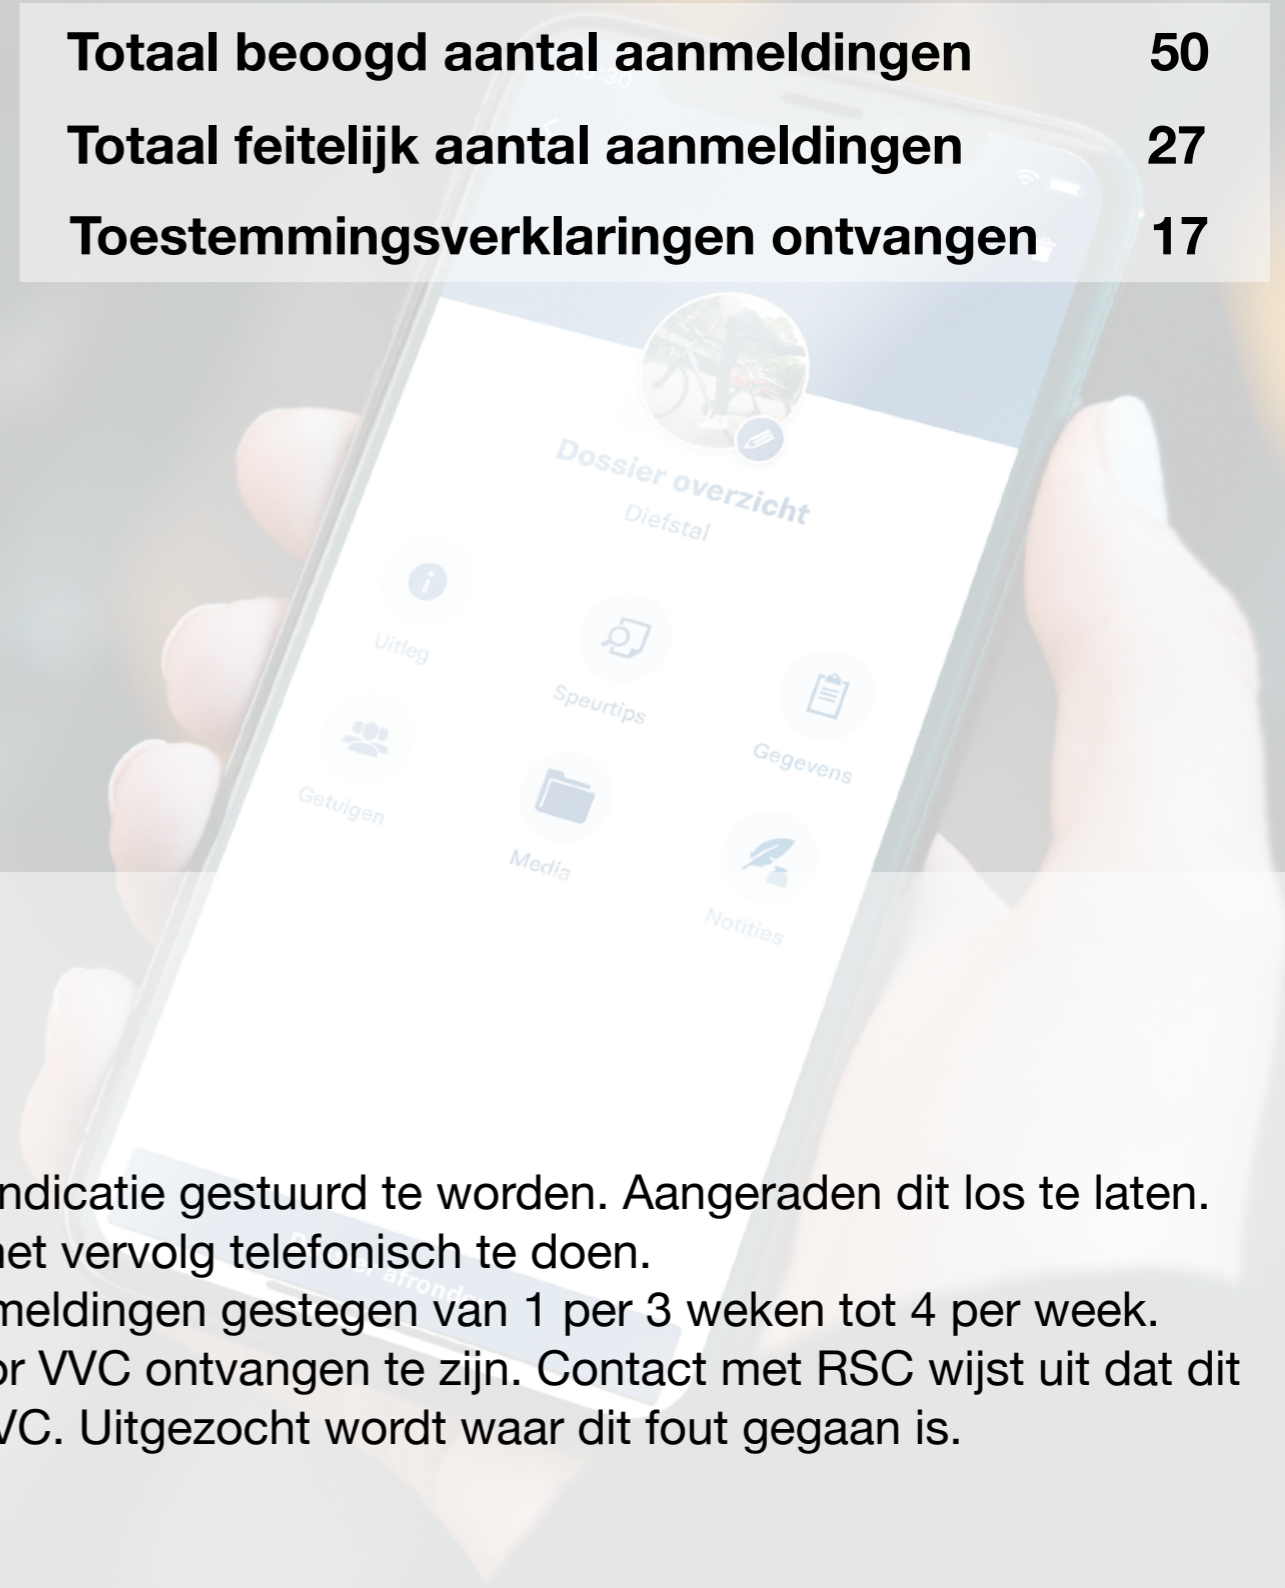 Totaal beoogd aantal aanmeldingen 50
Totaal feitelijk aantal aanmeldingen 27
Toestemmingsverklaringen ontvangen 17
Dossier overzicht
Diefstal
Uitleg
Speurtips
Gegevens
Getuigen
Media
Notities
ndicatie gestuurd te worden. Aangeraden dit los te laten.
et vervolg telefonisch te doen.
meldingen gestegen van 1 per 3 weken tot 4 per week.
or VVC ontvangen te zijn. Contact met RSC wijst uit dat dit
VC. Uitgezocht wordt waar dit fout gegaan is.
afronden